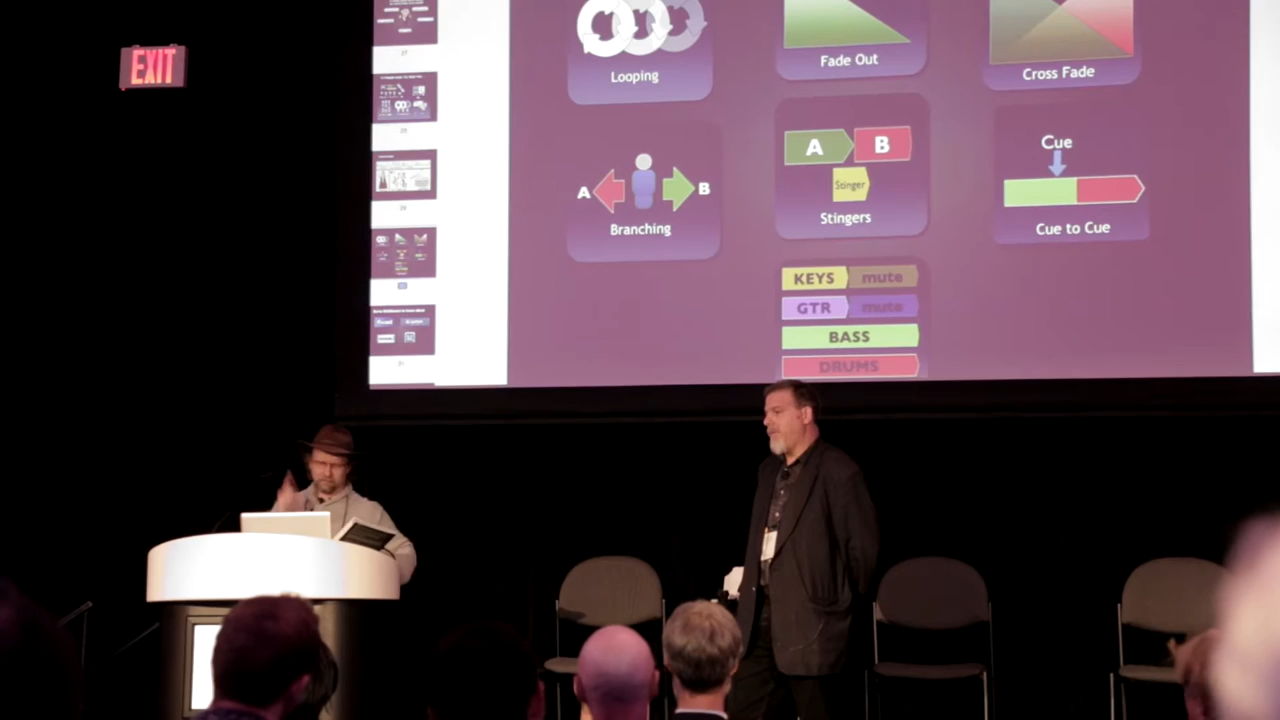 EXIT
Looping
Fade Out
Cross Fade
A
B
Branching
A
B
Stinger
Stingers
Cue
Cue to Cue
KEYS
mute
GTR
mute
BASS
DRUMS